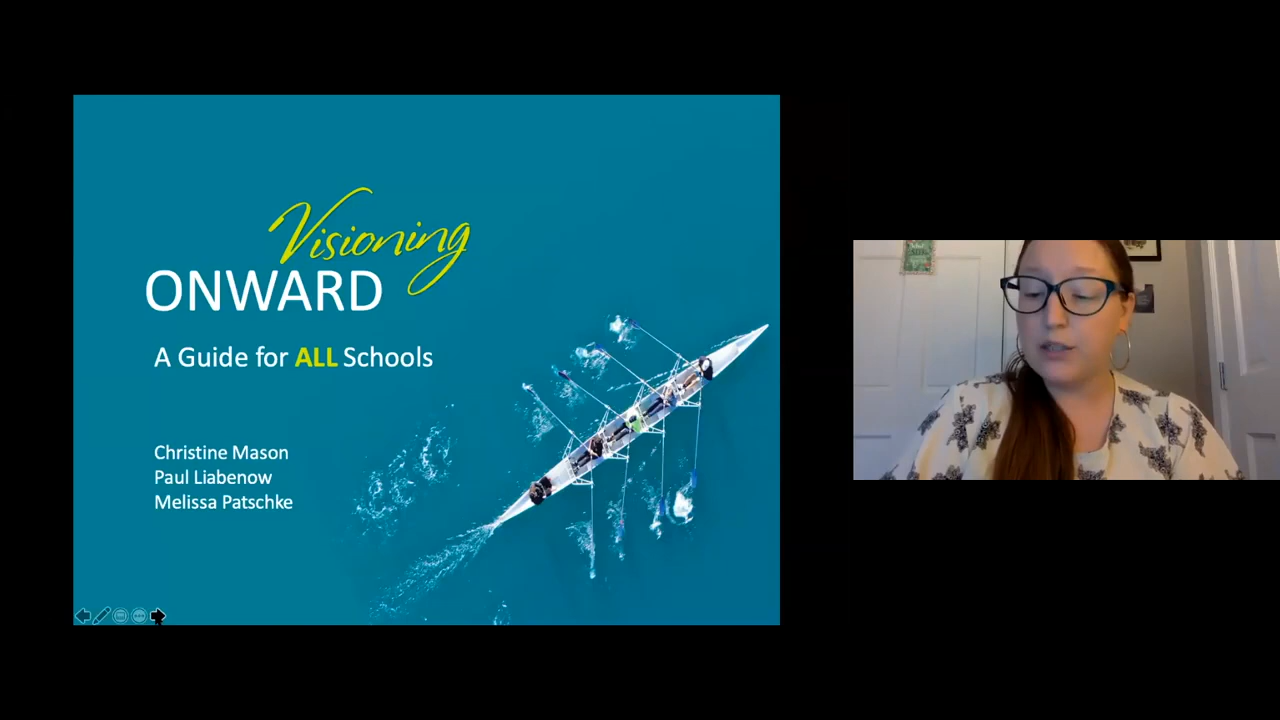 Visioning
ONWARD
A Guide for ALL Schools
Christine Mason
Paul Liabenow
Melissa Patschke